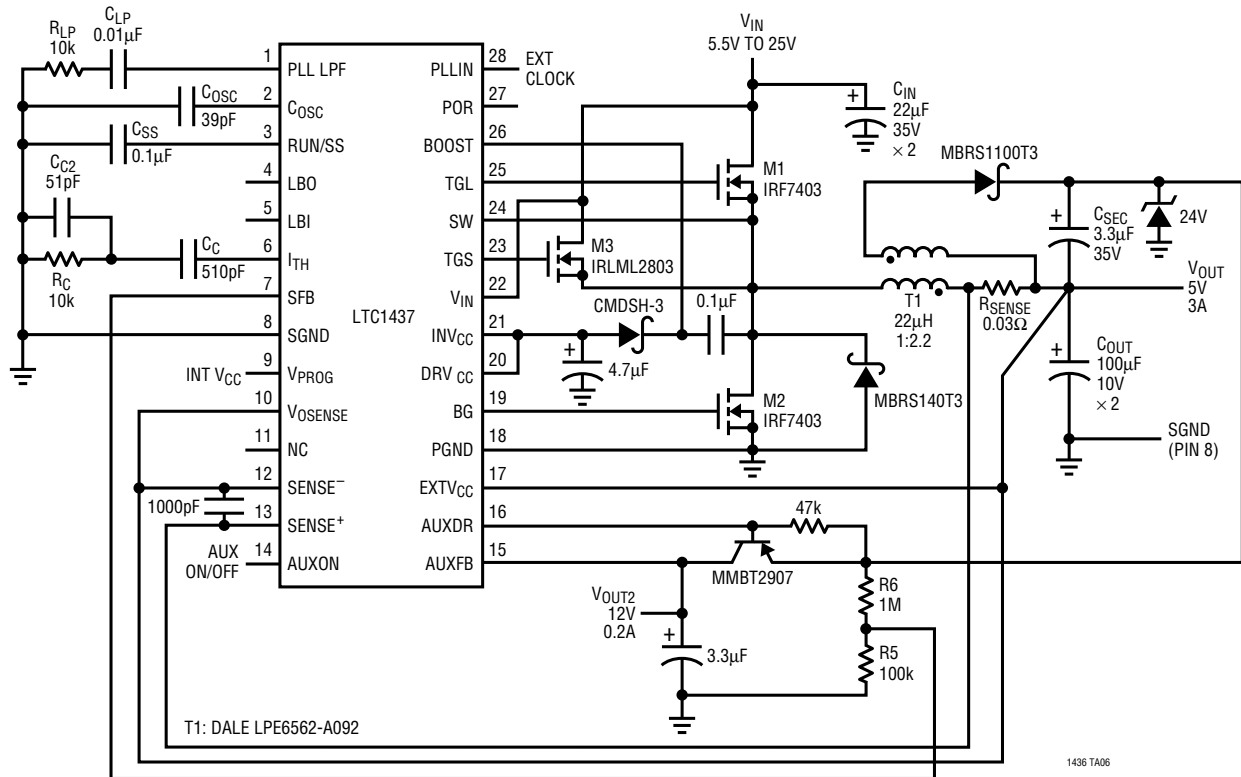 CLP
0.01µF
RLP
10k
COSC
39pF
CSS
0.1µF
CC2
51pF
CC
510pF
RC
10k
INT VCC
1000pF
AUX
ON/OFF
1 PLL LPF
2 COSC
3 RUN/SS
4 LBO
5 LBI
6 ITH
7 SFB
8 SGND
9 VPROG
10 VOSENSE
11 NC
12 SENSE–
13 SENSE+
14 AUXON
LTC1437
PLLIN 28
POR 27
BOOST 26
TGL 25
SW 24
TGS 23
VIN 22
INVCC 21
DRV CC 20
BG 19
PGND 18
EXTVCC 17
AUXDR 16
AUXFB 15
EXT
CLOCK
VIN
5.5V TO 25V
+
CIN
22µF
35V
× 2
M1
IRF7403
M3
IRLML2803
CMDSH-3
0.1µF
+
4.7µF
M2
IRF7403
MBRS140T3
MBRS1100T3
T1
22µH
1:2.2
RSENSE
0.03Ω
+
CSEC
3.3µF
35V
24V
VOUT
5V
3A
+
COUT
100µF
10V
× 2
SGND
(PIN 8)
47k
MMBT2907
R6
1M
R5
100k
VOUT2
12V
0.2A
+
3.3µF
T1: DALE LPE6562-A092
1436 TA06